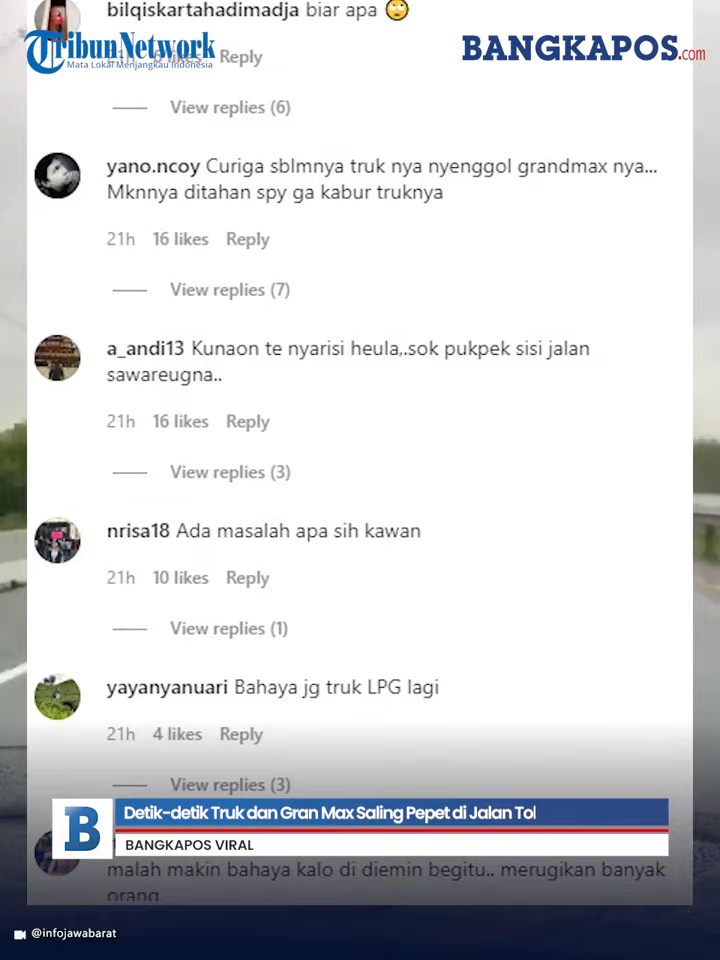 bilqiskartahadimadja biar apa 🙄
TribunNetwork
Mata Lokal Menjangkau Indonesia
BANGKAPOS.com
21h 6 likes Reply
View replies (6)
yano.ncoy Curiga sblmnya truk nya nyenggol grandmax nya...
Mknnya ditahan spy ga kabur truknya
21h 16 likes Reply
View replies (7)
a_andi13 Kunaon te nyarisi heula,.sok pukpek sisi jalan
sawareugna..
21h 16 likes Reply
View replies (3)
nrisa18 Ada masalah apa sih kawan
21h 10 likes Reply
View replies (1)
yayanyanuari Bahaya jg truk LPG lagi
21h 4 likes Reply
View replies (3)
B
Detik-detik Truk dan Gran Max Saling Pepet di Jalan Tol
BANGKAPOS VIRAL
malah makin bahaya kalo di diemin begitu.. merugikan banyak
orang
@infojawabarat